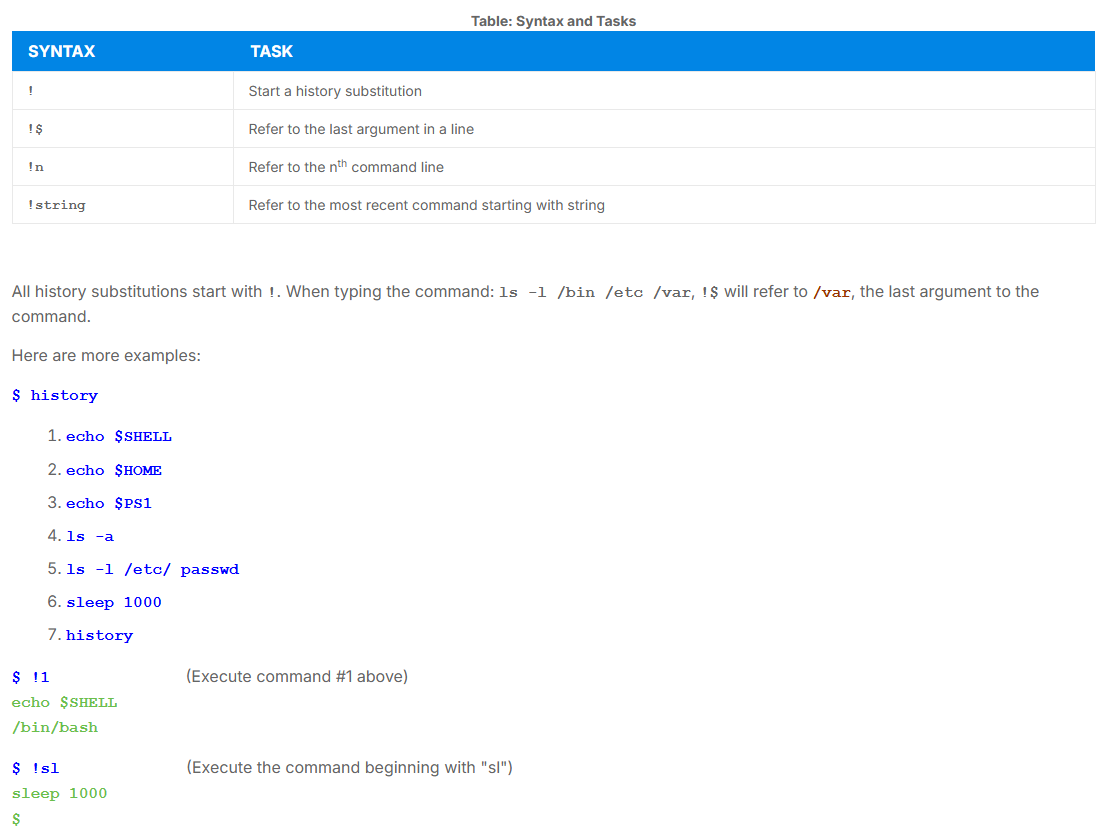 Table: Syntax and Tasks
SYNTAX TASK
! Start a history substitution
!$ Refer to the last argument in a line
!n Refer to the nth command line
!string Refer to the most recent command starting with string
All history substitutions start with !. When typing the command: ls -l /bin /etc /var, !$ will refer to /var, the last argument to the
command.
Here are more examples:
$ history
1. echo $SHELL
2. echo $HOME
3. echo $PS1
4. ls -a
5. ls -l /etc/ passwd
6. sleep 1000
7. history
$ !1 (Execute command #1 above)
echo $SHELL
/bin/bash
$ !sl (Execute the command beginning with "sl")
sleep 1000
$